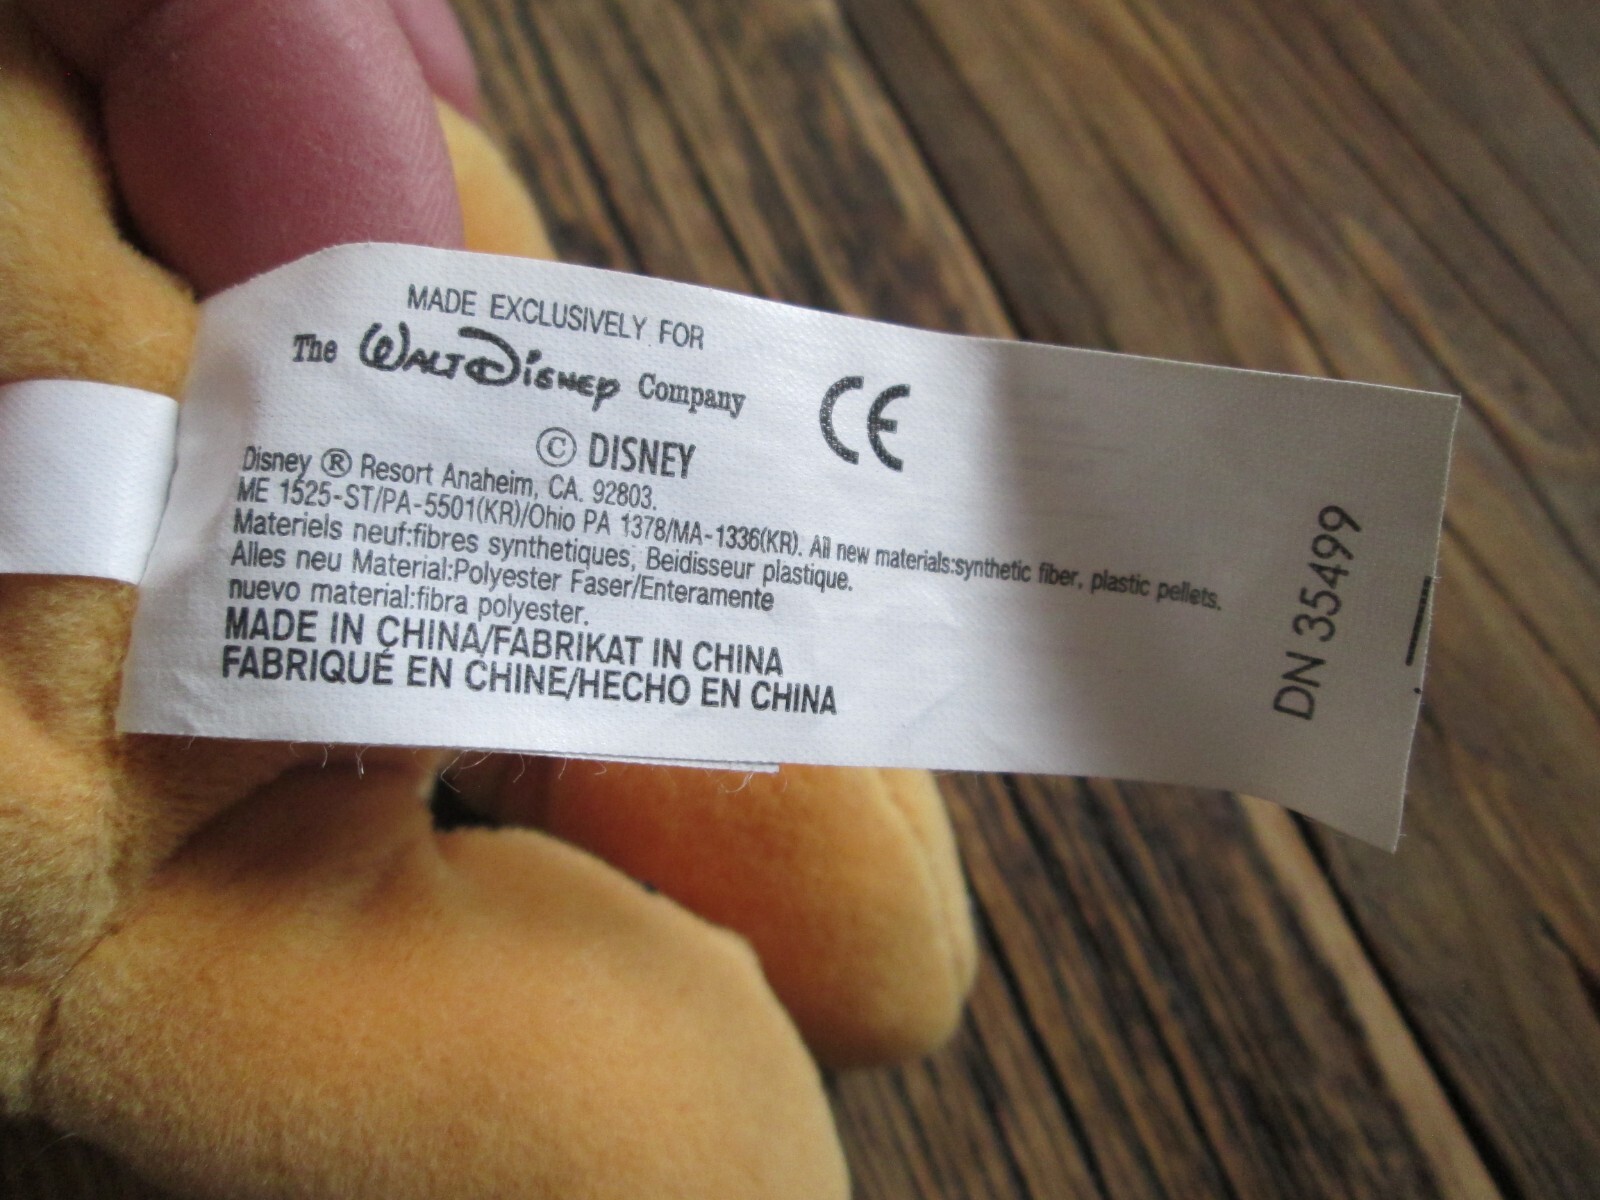 MADE EXCLUSIVELY FOR
The WALT DISNEY Company
CE
© DISNEY
Disney ® Resort Anaheim, CA. 92803.
ME 1525-ST/PA-5501(KR)/Ohio PA 1378/MA-1336(KR). All new materials:synthetic fiber, plastic pellets.
Materiels neuf:fibres synthetiques, Beidisseur plastique.
Alles neu Material:Polyester Faser/Enteramente
nuevo material:fibra polyester.
MADE IN CHINA/FABRIKAT IN CHINA
FABRIQUÉ EN CHINE/HECHO EN CHINA
DN 35499